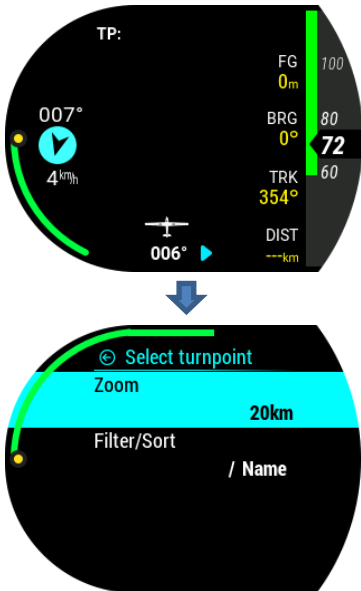 TP:
FG
0m
100
007°
BRG
0°
80
72
4km/h
TRK
354°
60
006°
DIST
---km
Select turnpoint
Zoom
20km
Filter/Sort
/ Name